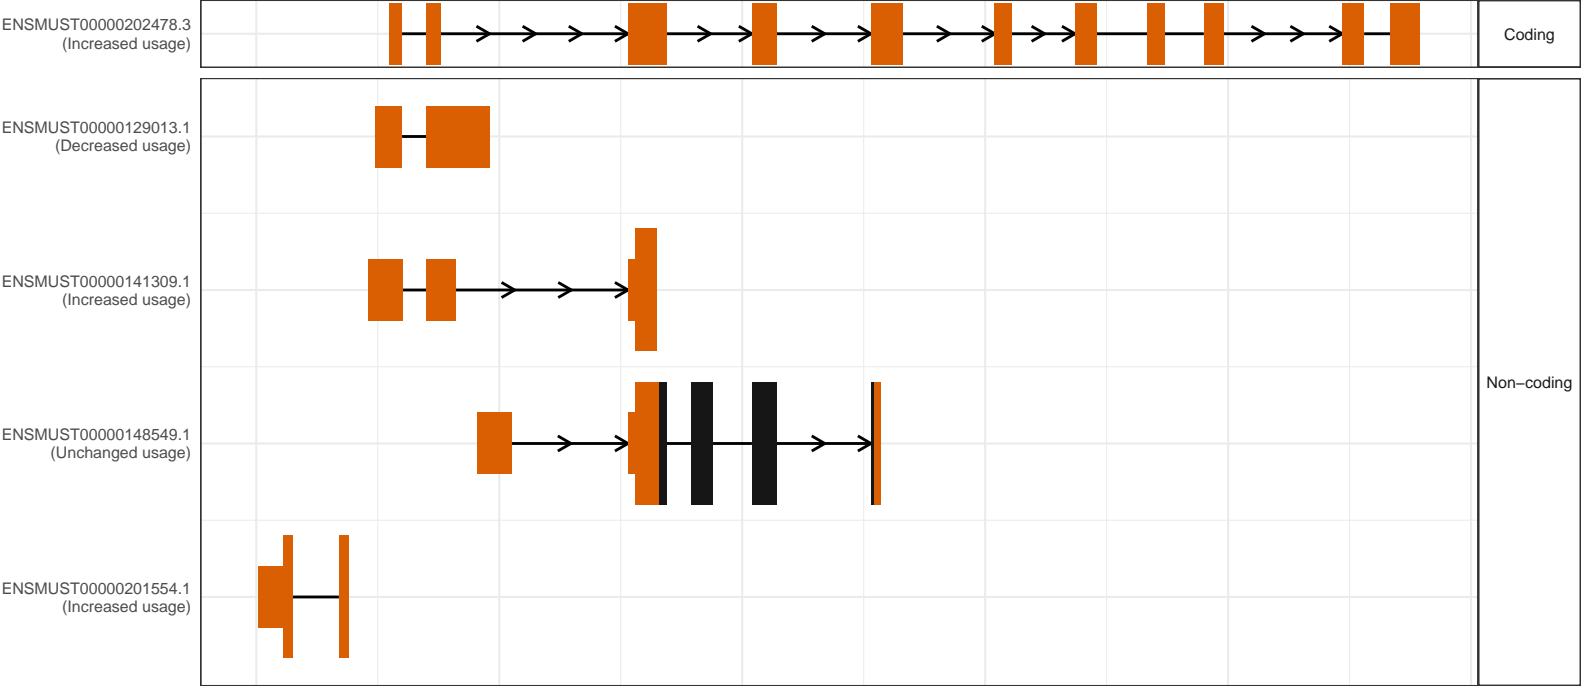 ENSMUST00000202478.3
(Increased usage)
Coding
ENSMUST00000129013.1
(Decreased usage)
ENSMUST00000141309.1
(Increased usage)
Non−coding
ENSMUST00000148549.1
(Unchanged usage)
ENSMUST00000201554.1
(Increased usage)